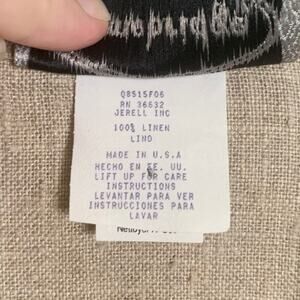 Q8515F06
RN 36632
JERELL INC
100% LINEN
LINO
MADE IN U.S.A
HECHO EN EE. UU.
LIFT UP FOR CARE
INSTRUCTIONS
LEVANTAR PARA VER
INSTRUCCIONES PARA
LAVAR